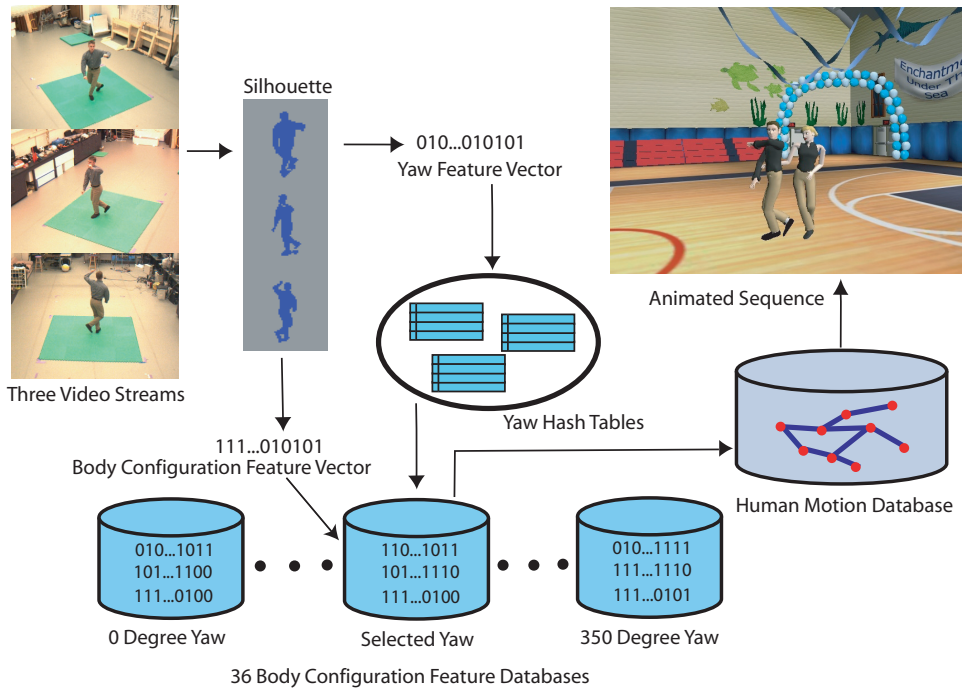 Silhouette
010...010101
Yaw Feature Vector
Enchantm
Under Th
Sea
Three Video Streams
Animated Sequence
Yaw Hash Tables
111...010101
Body Configuration Feature Vector
Human Motion Database
010...1011
101...1100
111...0100
110...1011
101...1110
111...0100
010...1111
111...1110
111...0101
0 Degree Yaw
Selected Yaw
350 Degree Yaw
36 Body Configuration Feature Databases